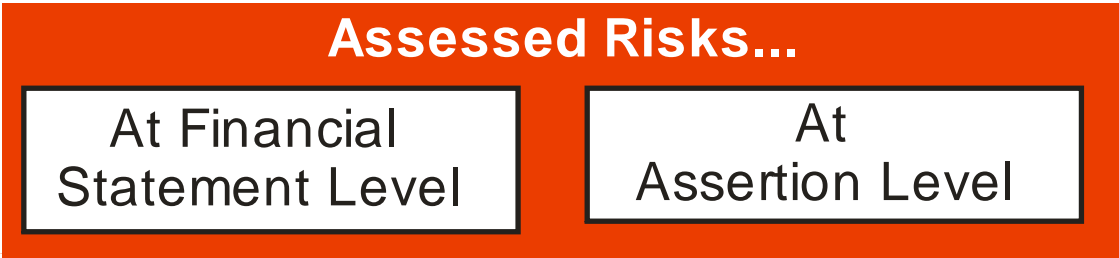 Assessed Risks...
At Financial
Statement Level
At
Assertion Level